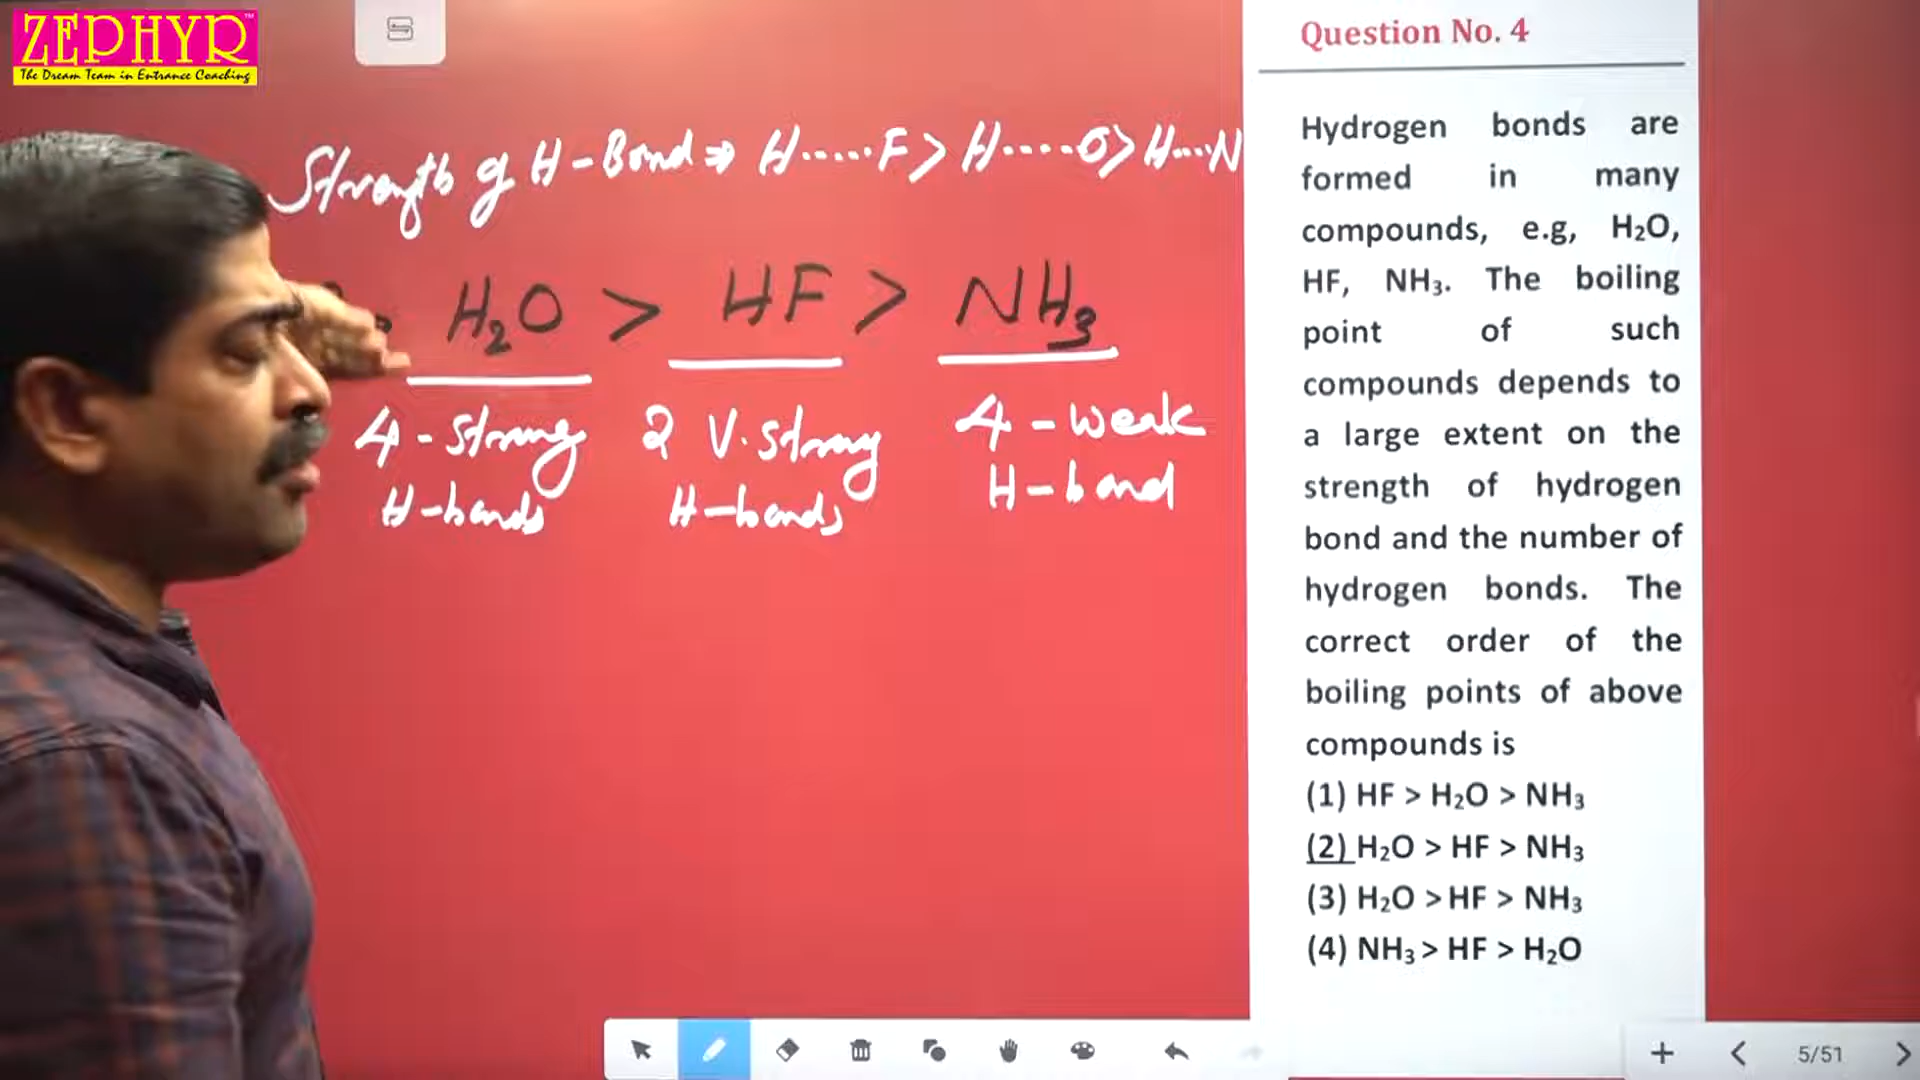 ZEPHYR™
The Dream Team in Entrance Coaching
Strength of H-Bond ⇒ H.....F > H.....O > H...N
H₂O > HF > NH₃
4-strong H-bonds
2 V.strong H-bonds
4-weak H-bond
Question No. 4
Hydrogen bonds are
formed in many
compounds, e.g, H₂O,
HF, NH₃. The boiling
point of such
compounds depends to
a large extent on the
strength of hydrogen
bond and the number of
hydrogen bonds. The
correct order of the
boiling points of above
compounds is
(1) HF > H₂O > NH₃
(2) H₂O > HF > NH₃
(3) H₂O > HF > NH₃
(4) NH₃ > HF > H₂O
5/51